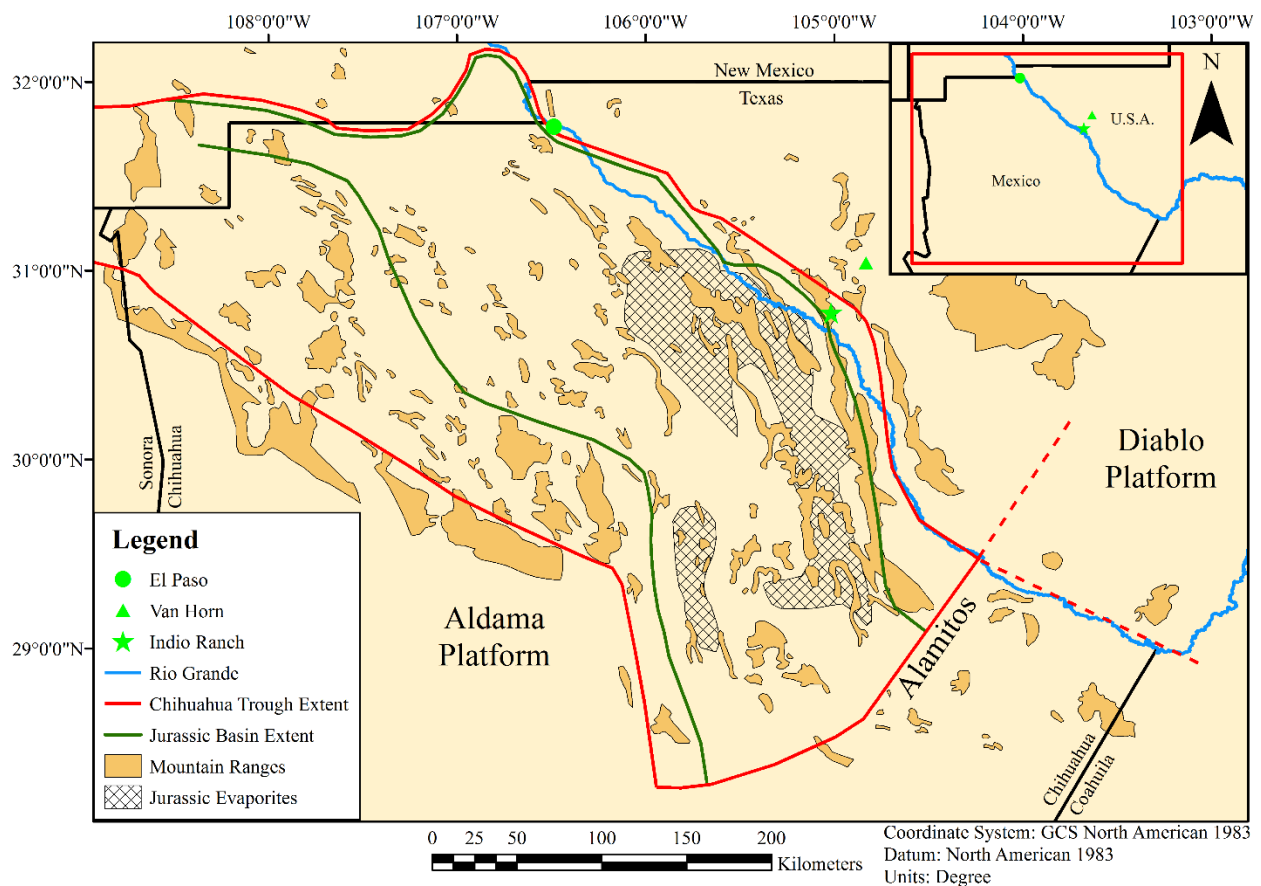 108°0'0"W 107°0'0"W 106°0'0"W 105°0'0"W 104°0'0"W 103°0'0"W
32°0'0"N
31°0'0"N
30°0'0"N
29°0'0"N
New Mexico
Texas
N
U.S.A.
Mexico
Sonora
Chihuahua
Diablo
Platform
Aldama
Platform
Alamitos
Chihuahua
Coahuila
Legend
El Paso
Van Horn
Indio Ranch
Rio Grande
Chihuahua Trough Extent
Jurassic Basin Extent
Mountain Ranges
Jurassic Evaporites
0 25 50 100 150 200
Kilometers
Coordinate System: GCS North American 1983
Datum: North American 1983
Units: Degree